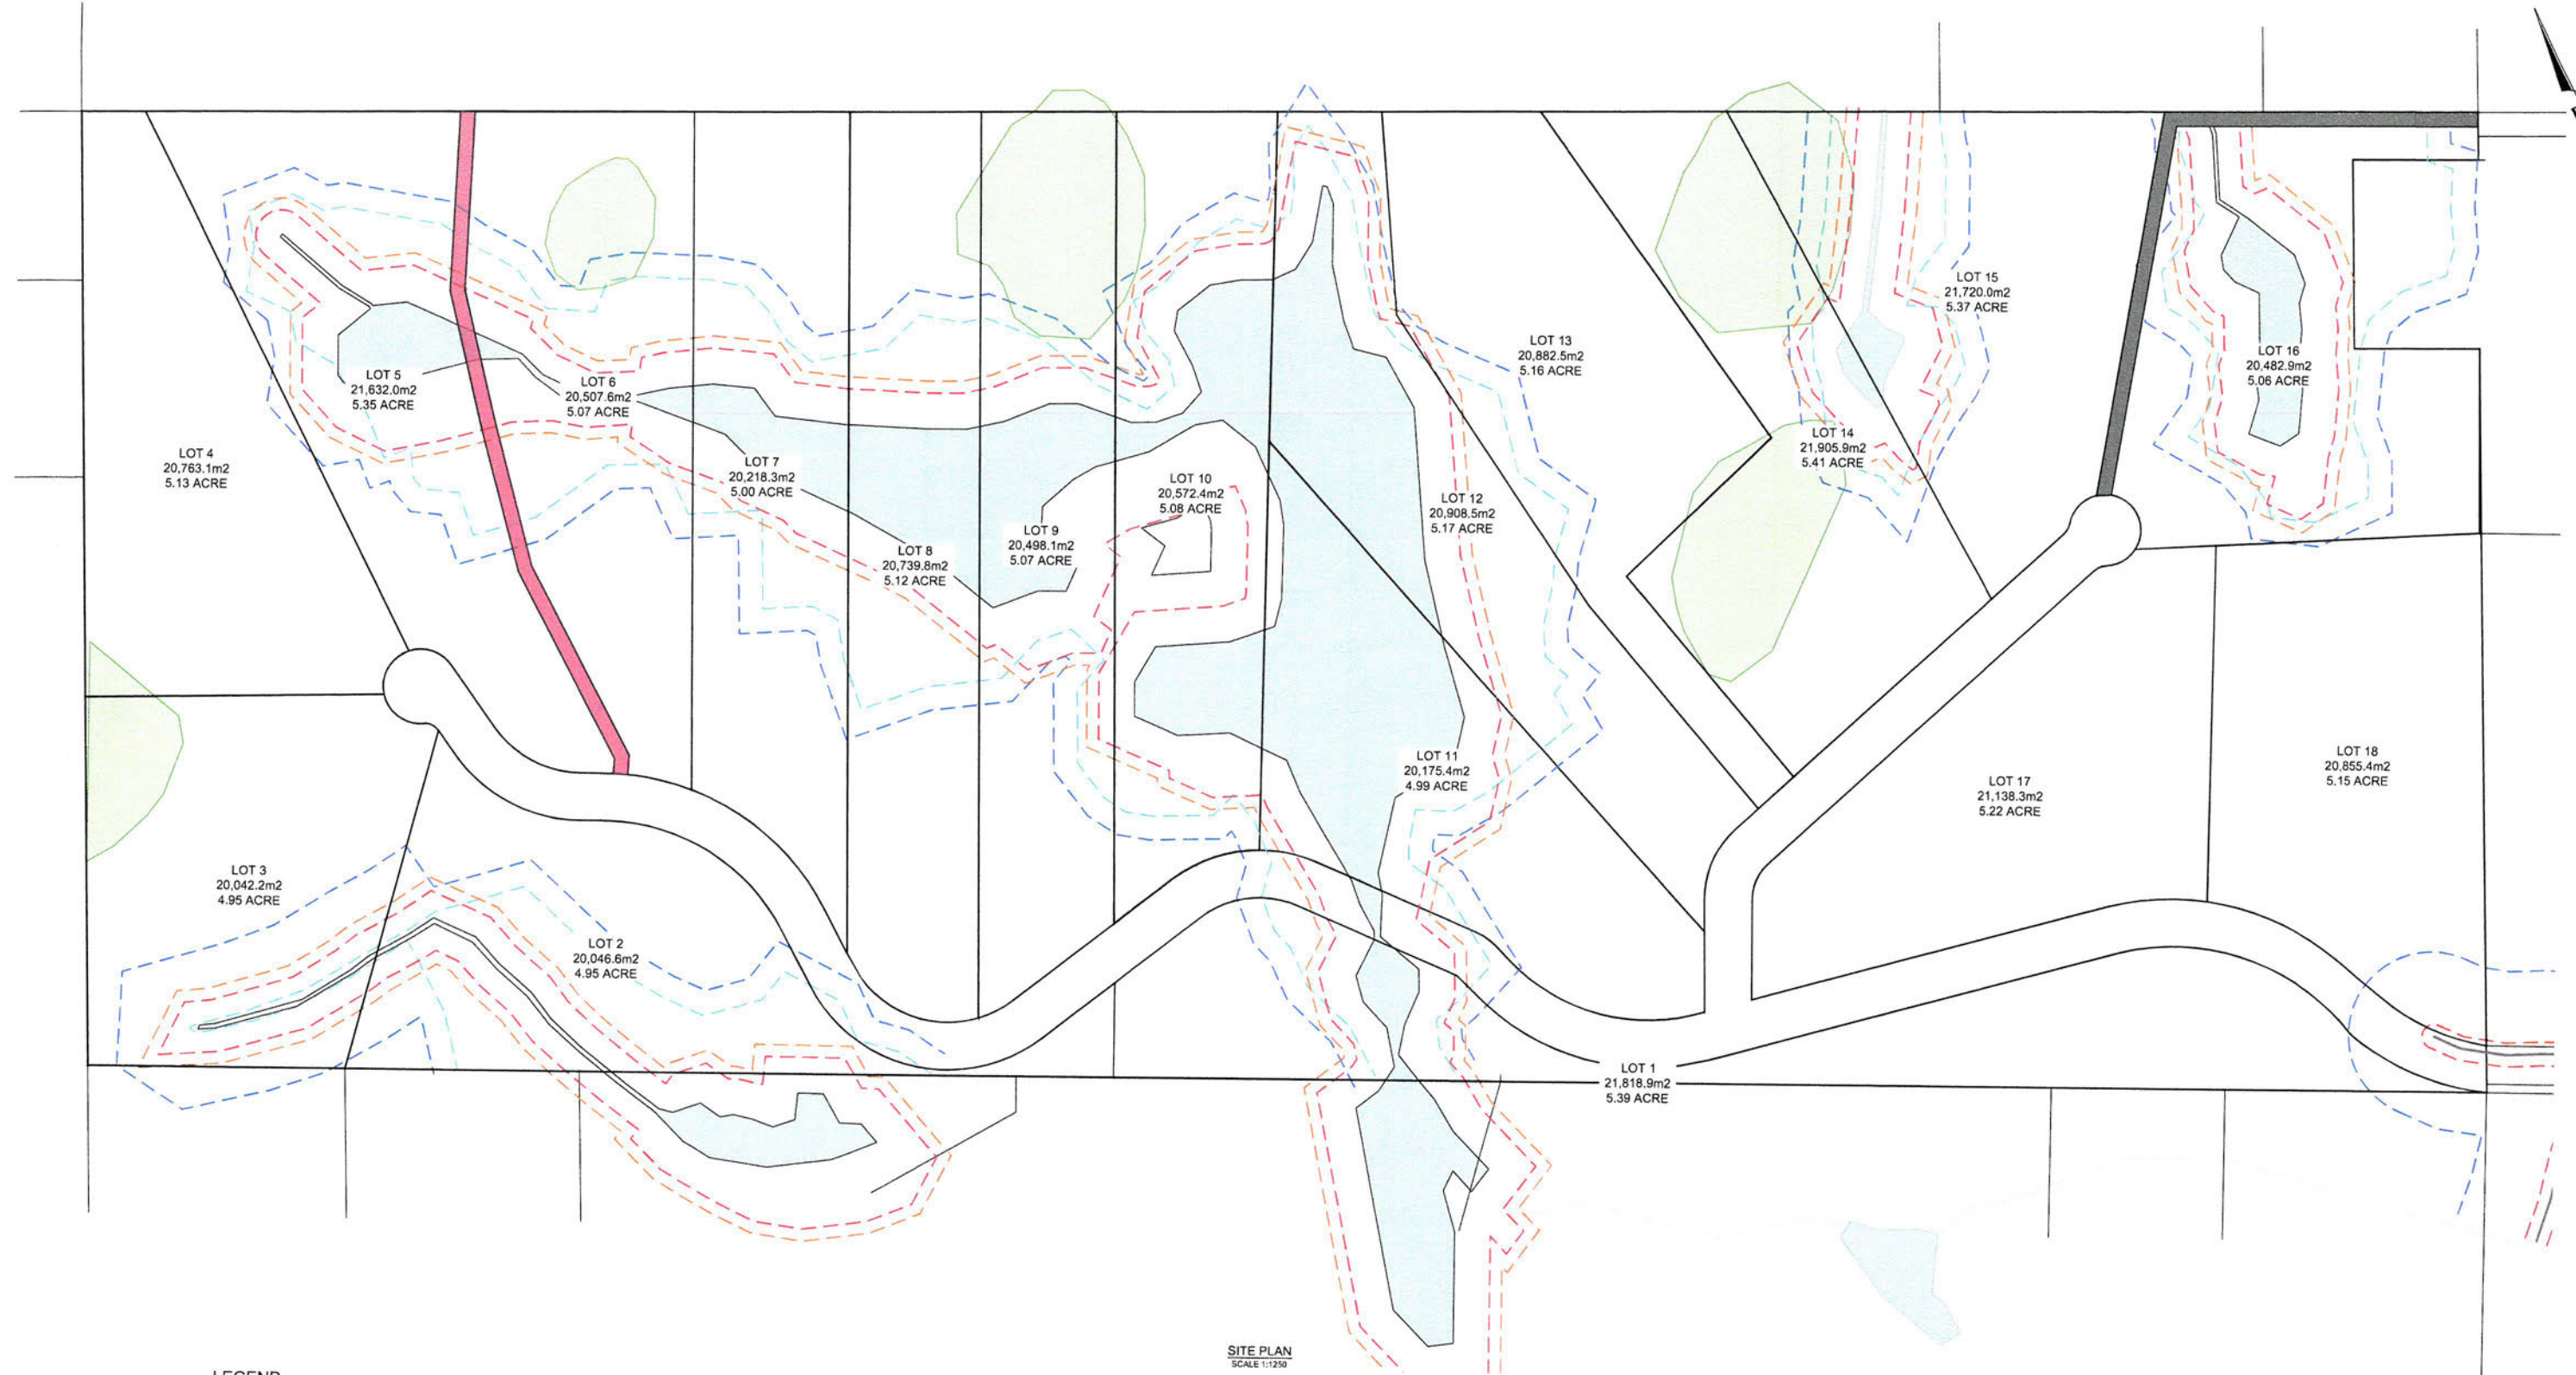 LOT 15
21,720.0m2
5.37 ACRE
LOT 13
20,882.5m2
5.16 ACRE
LOT 16
20,482.9m2
5.06 ACRE
LOT 5
21,632.0m2
5.35 ACRE
LOT 6
20,507.6m2
5.07 ACRE
LOT 14
21,905.9m2
5.41 ACRE
LOT 4
20,763.1m2
5.13 ACRE
LOT 7
20,218.3m2
5.00 ACRE
LOT 10
20,572.4m2
5.08 ACRE
LOT 12
20,908.5m2
5.17 ACRE
LOT 9
20,498.1m2
5.07 ACRE
LOT 8
20,739.8m2
5.12 ACRE
LOT 11
20,175.4m2
4.99 ACRE
LOT 18
20,855.4m2
5.15 ACRE
LOT 17
21,138.3m2
5.22 ACRE
LOT 3
20,042.2m2
4.95 ACRE
LOT 2
20,046.6m2
4.95 ACRE
LOT 1
21,818.9m2
5.39 ACRE
SITE PLAN
SCALE 1:1250
LEGEND